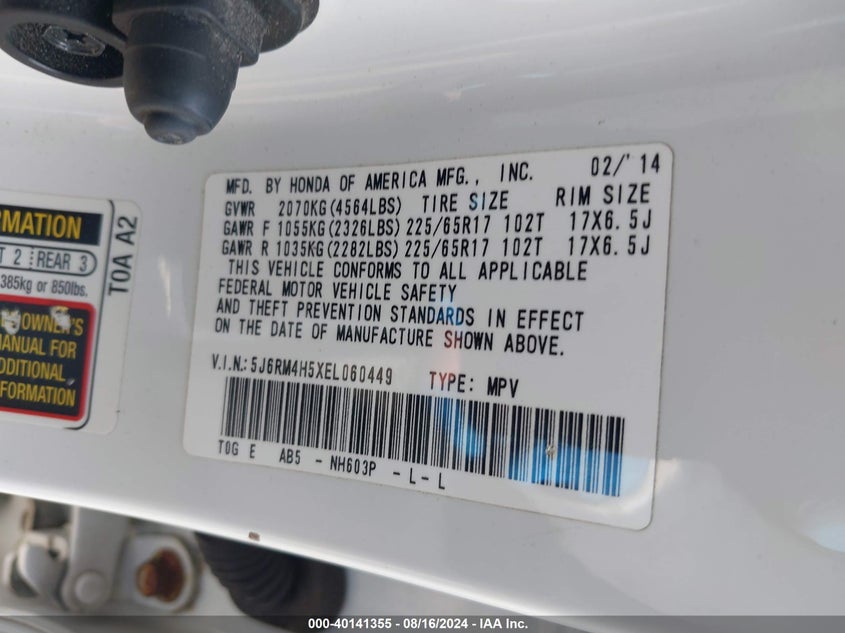 MFD. BY HONDA OF AMERICA MFG., INC. 02/'14
GVWR 2070KG(4564LBS) TIRE SIZE RIM SIZE
GAWR F 1055KG(2326LBS) 225/65R17 102T 17X6.5J
GAWR R 1035KG(2282LBS) 225/65R17 102T 17X6.5J
THIS VEHICLE CONFORMS TO ALL APPLICABLE
FEDERAL MOTOR VEHICLE SAFETY
AND THEFT PREVENTION STANDARDS IN EFFECT
ON THE DATE OF MANUFACTURE SHOWN ABOVE.
V.I.N.: 5J6RM4H5XEL060449 TYPE: MPV
T0G E AB5 - NH603P - L - L
2 REAR 3
385kg or 850lbs.
T0A A2
OWNER'S
MANUAL FOR
000-40141355 - 08/16/2024 - IAA Inc.